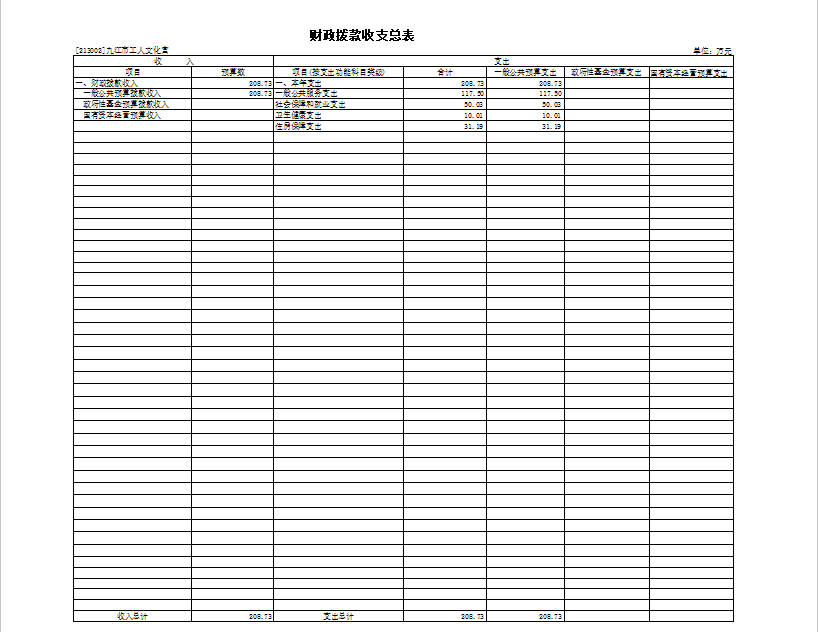 财政拨款收支总表
[213002]九江市工人文化宫 单位：万元
收 入 支出
项目 预算数 项目(按支出功能科目类级) 合计 一般公共预算支出 政府性基金预算支出 国有资本经营预算支出
一、财政拨款收入 208.73 一、本年支出 208.73 208.73
一般公共预算拨款收入 208.73 一般公共服务支出 117.50 117.50
政府性基金预算拨款收入 社会保障和就业支出 50.03 50.03
国有资本经营预算收入 卫生健康支出 10.01 10.01
住房保障支出 31.19 31.19
收入总计 208.73 支出总计 208.73 208.73